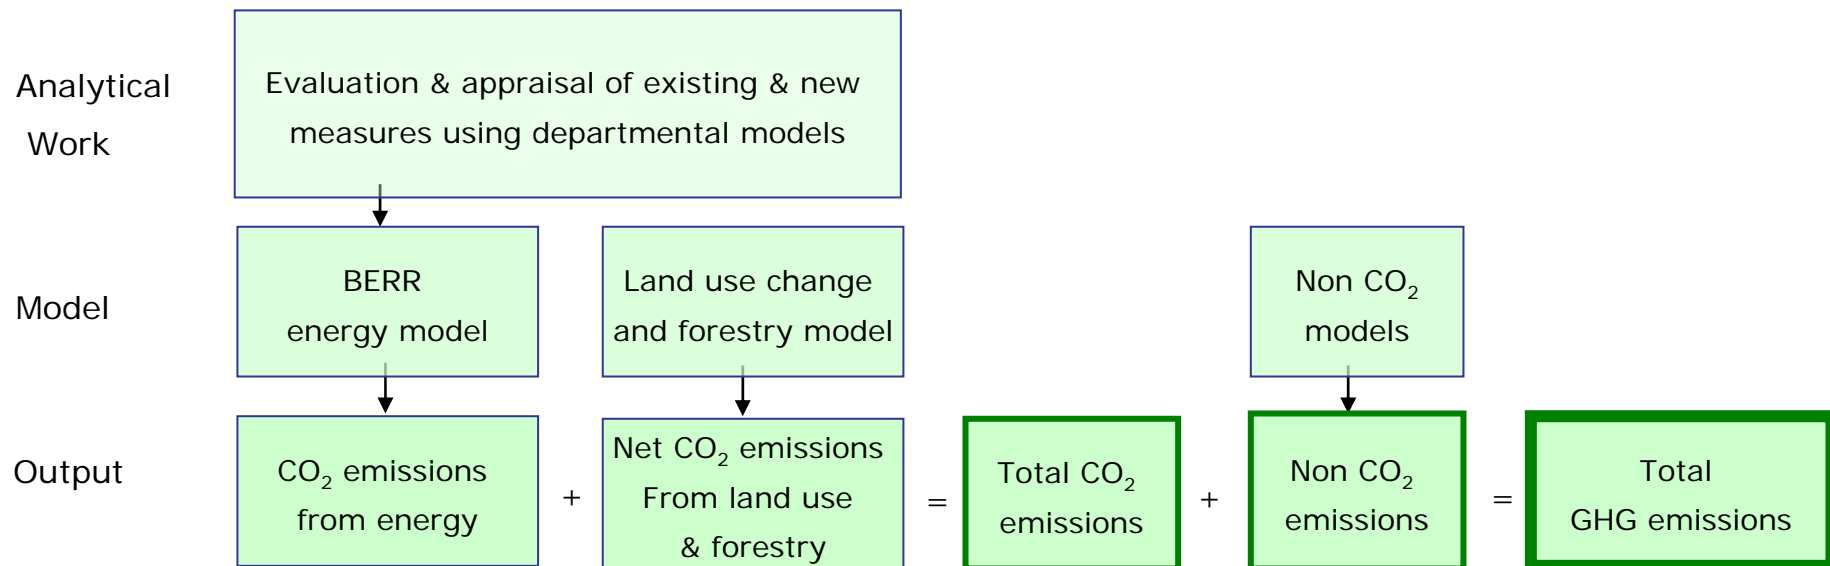 Analytical
Work
Evaluation & appraisal of existing & new
measures using departmental models
Model
BERR
energy model
Land use change
and forestry model
Non CO₂
models
Output
CO₂ emissions
from energy
+
Net CO₂ emissions
From land use
& forestry
=
Total CO₂
emissions
+
Non CO₂
emissions
=
Total
GHG emissions